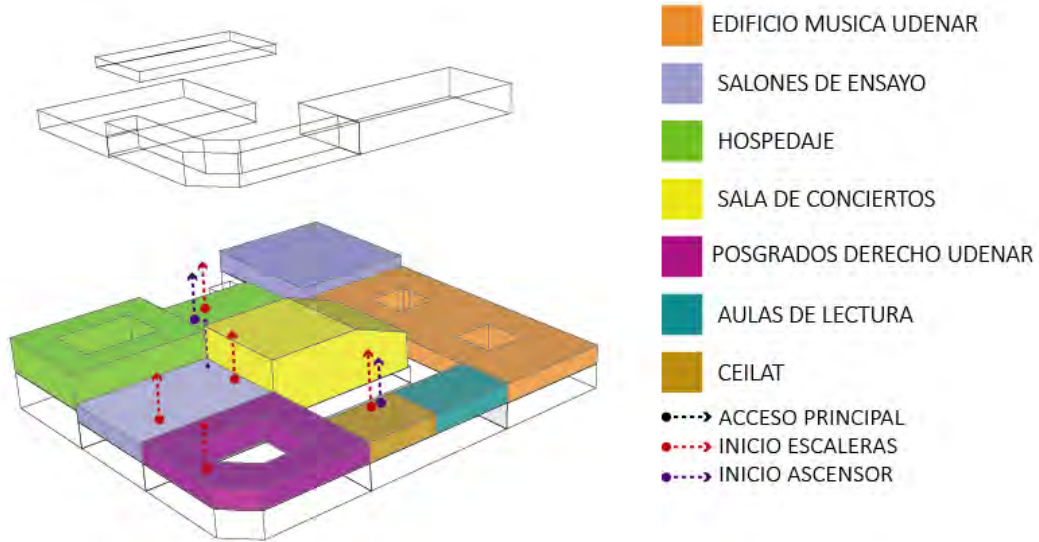 EDIFICIO MUSICA UDENAR
SALONES DE ENSAYO
HOSPEDAJE
SALA DE CONCIERTOS
POSGRADOS DERECHO UDENAR
AULAS DE LECTURA
CEILAT
ACCESO PRINCIPAL
INICIO ESCALERAS
INICIO ASCENSOR